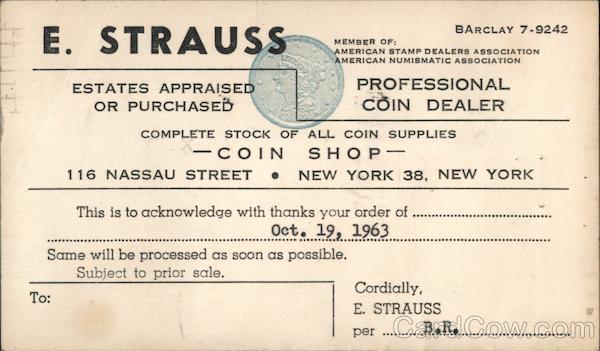 E. STRAUSS
BArclay 7-9242
MEMBER OF:
AMERICAN STAMP DEALERS ASSOCIATION
AMERICAN NUMISMATIC ASSOCIATION
ESTATES APPRAISED
OR PURCHASED
PROFESSIONAL
COIN DEALER
COMPLETE STOCK OF ALL COIN SUPPLIES
— COIN SHOP —
116 NASSAU STREET • NEW YORK 38, NEW YORK
This is to acknowledge with thanks your order of
Oct. 19, 1963
Same will be processed as soon as possible.
Subject to prior sale.
To:
Cordially,
E. STRAUSS
per B.R.
CardCow.com